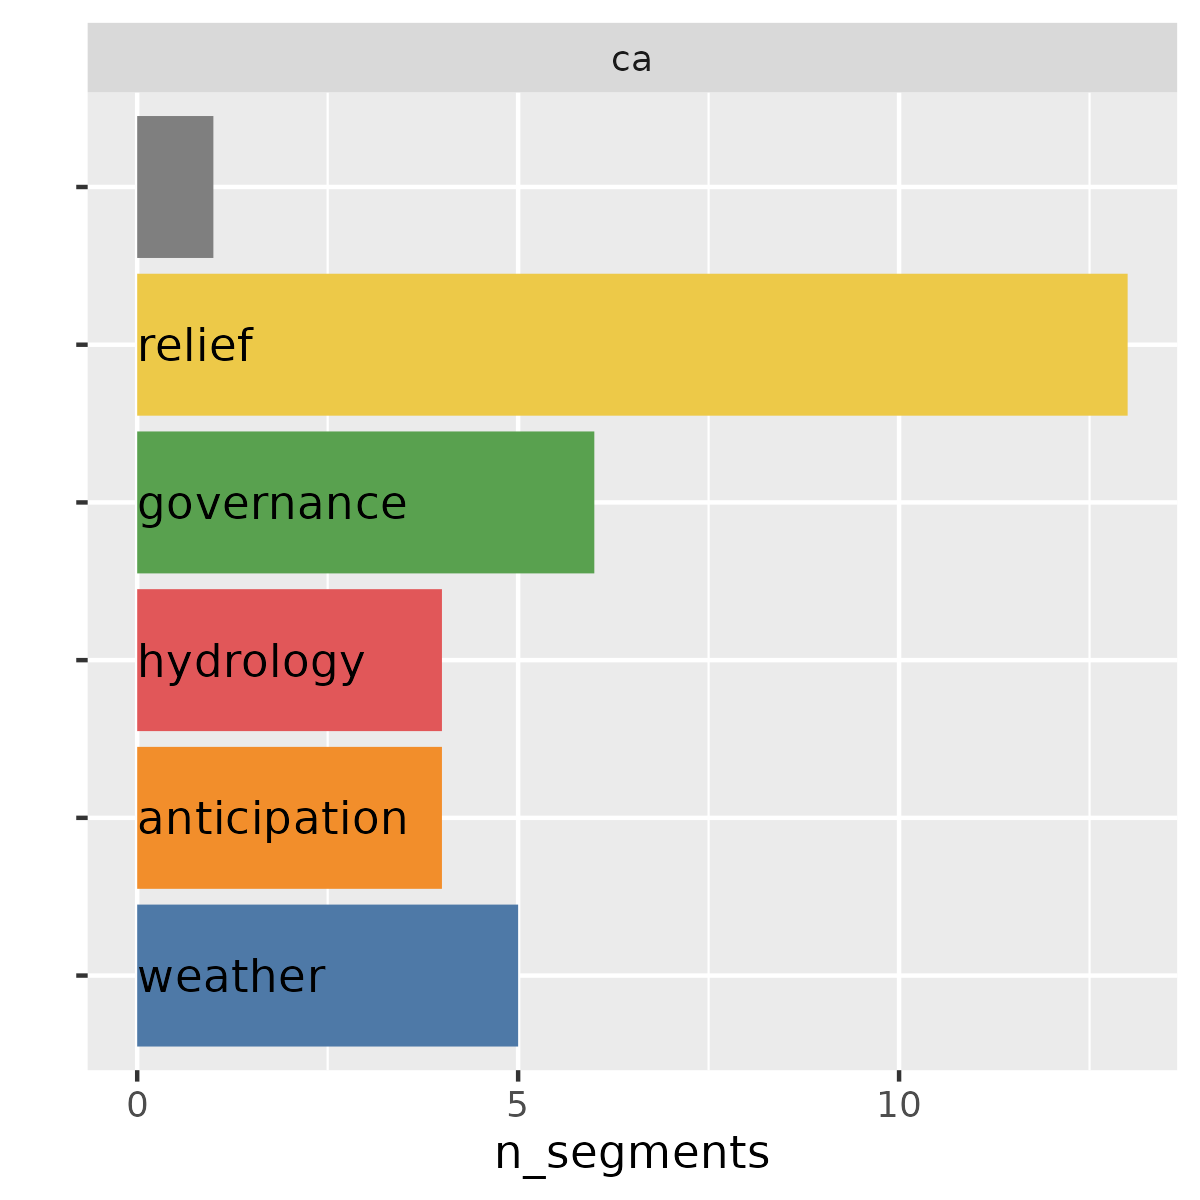 ca
relief
governance
hydrology
anticipation
weather
0 5 10
n_segments